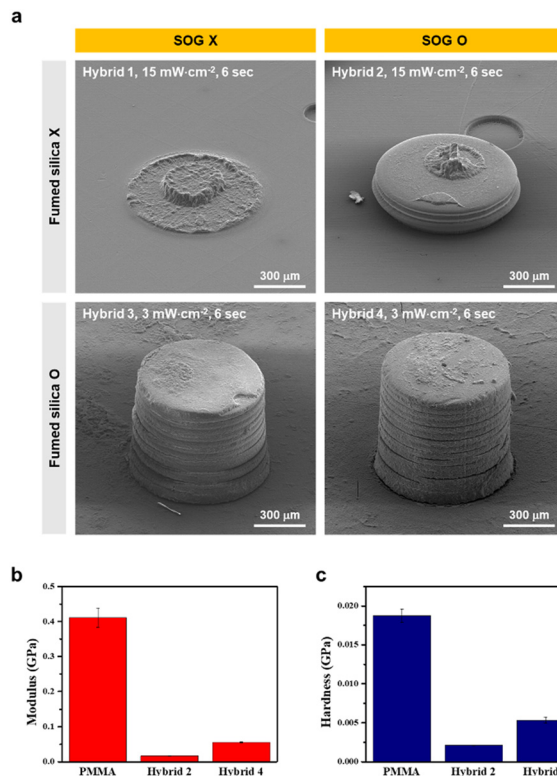 a
SOG X
SOG O
Fumed silica X
Hybrid 1, 15 mW·cm-2, 6 sec
300 μm
Hybrid 2, 15 mW·cm-2, 6 sec
300 μm
Fumed silica O
Hybrid 3, 3 mW·cm-2, 6 sec
300 μm
Hybrid 4, 3 mW·cm-2, 6 sec
300 μm
b
Modulus (GPa)
0.5
0.4
0.3
0.2
0.1
0.0
PMMA
Hybrid 2
Hybrid 4
c
Hardness (GPa)
0.020
0.015
0.010
0.005
0.000
PMMA
Hybrid 2
Hybrid